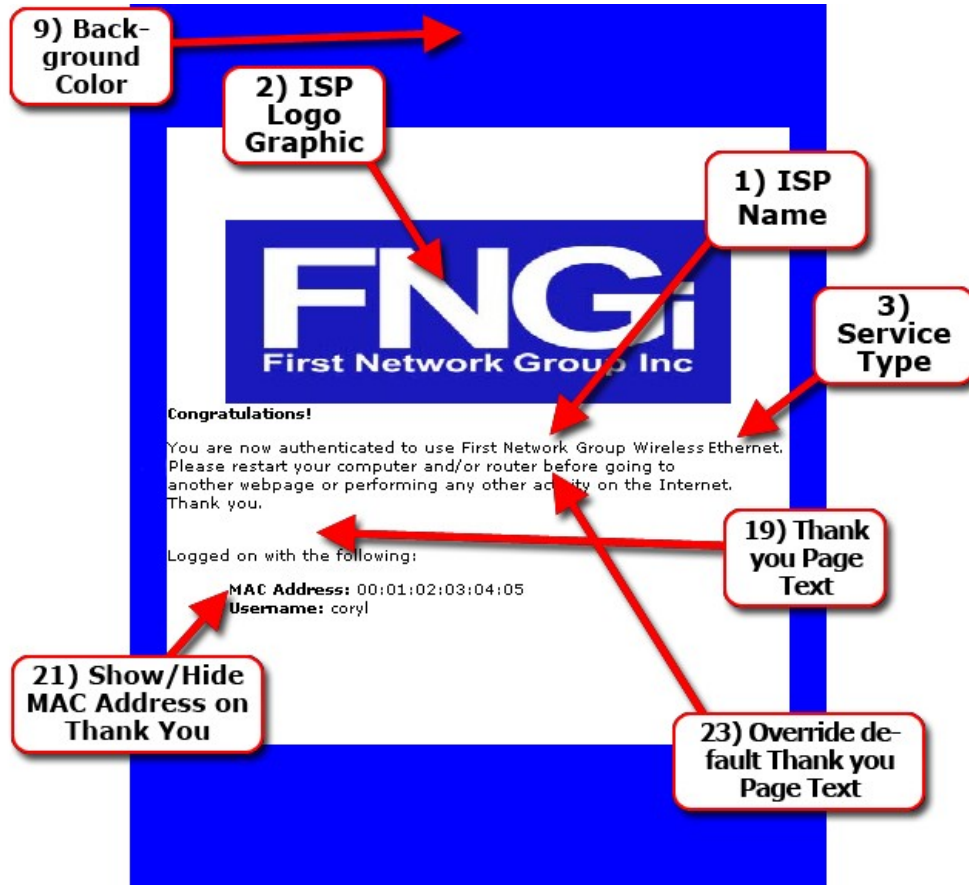 9) Back-
ground
Color
2) ISP
Logo
Graphic
1) ISP
Name
FNGi
First Network Group Inc
3)
Service
Type
Congratulations!
You are now authenticated to use First Network Group Wireless Ethernet.
Please restart your computer and/or router before going to
another webpage or performing any other activity on the Internet.
Thank you.
19) Thank
you Page
Text
Logged on with the following:
MAC Address: 00:01:02:03:04:05
Username: coryl
21) Show/Hide
MAC Address on
Thank You
23) Override de-
fault Thank you
Page Text